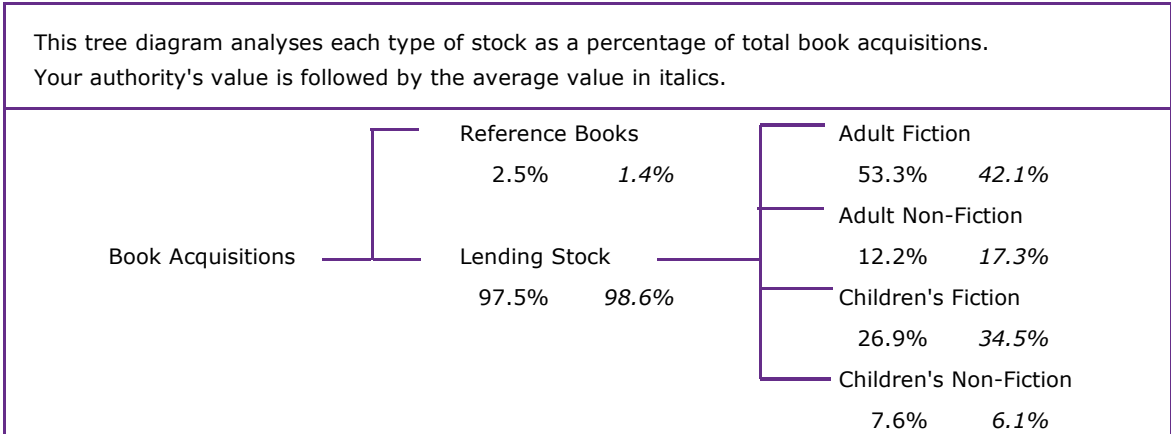 This tree diagram analyses each type of stock as a percentage of total book acquisitions.
Your authority's value is followed by the average value in italics.
Reference Books
2.5% 1.4%
Book Acquisitions
Lending Stock
97.5% 98.6%
Adult Fiction
53.3% 42.1%
Adult Non-Fiction
12.2% 17.3%
Children's Fiction
26.9% 34.5%
Children's Non-Fiction
7.6% 6.1%